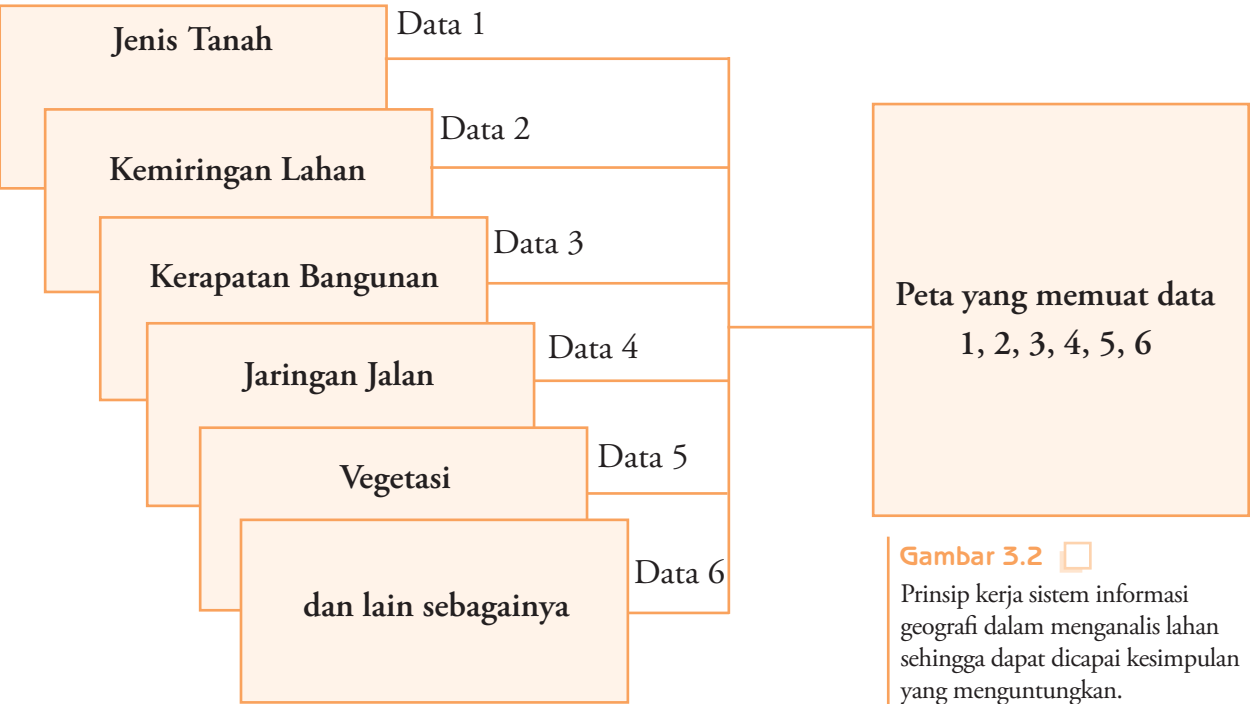 Jenis Tanah
Data 1
Kemiringan Lahan
Data 2
Kerapatan Bangunan
Data 3
Jaringan Jalan
Data 4
Vegetasi
Data 5
dan lain sebagainya
Data 6
Peta yang memuat data
1, 2, 3, 4, 5, 6
Gambar 3.2
Prinsip kerja sistem informasi
geografi dalam menganalis lahan
sehingga dapat dicapai kesimpulan
yang menguntungkan.